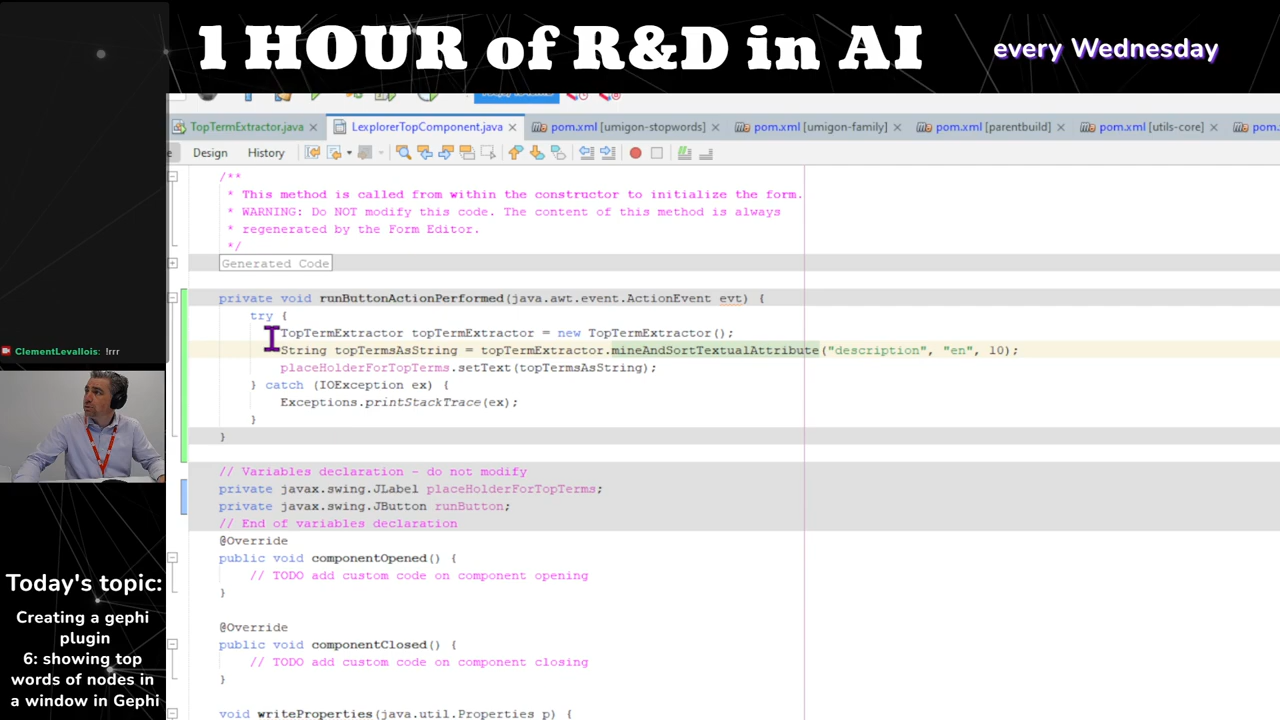 1 HOUR of R&D in AI
every Wednesday
TopTermExtractor.java
LexplorerTopComponent.java
pom.xml [umigon-stopwords]
pom.xml [umigon-family]
pom.xml [parentbuild]
pom.xml [utils-core]
pom.
e
Design
History
/**
* This method is called from within the constructor to initialize the form.
* WARNING: Do NOT modify this code. The content of this method is always
* regenerated by the Form Editor.
*/
Generated Code
private void runButtonActionPerformed(java.awt.event.ActionEvent evt) {
try {
TopTermExtractor topTermExtractor = new TopTermExtractor();
String topTermsAsString = topTermExtractor.mineAndSortTextualAttribute("description", "en", 10);
placeHolderForTopTerms.setText(topTermsAsString);
} catch (IOException ex) {
Exceptions.printStackTrace(ex);
}
}
// Variables declaration - do not modify
private javax.swing.JLabel placeHolderForTopTerms;
private javax.swing.JButton runButton;
// End of variables declaration
@Override
public void componentOpened() {
// TODO add custom code on component opening
}
@Override
public void componentClosed() {
// TODO add custom code on component closing
}
void writeProperties(java.util.Properties p) {
ClementLevallois: !rrr
Today's topic:
Creating a gephi
plugin
6: showing top
words of nodes in
a window in Gephi